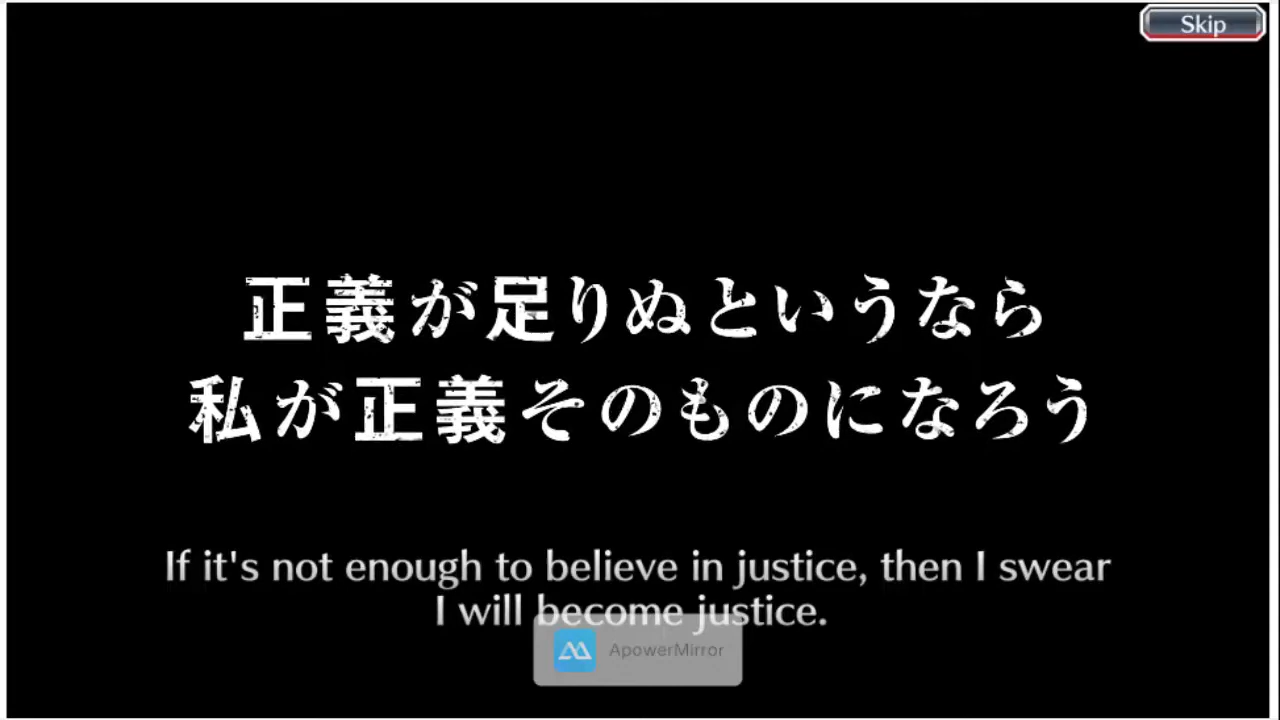 Skip
正義が足りぬというなら
私が正義そのものになろう
If it's not enough to believe in justice, then I swear
I will become justice.
ApowerMirror